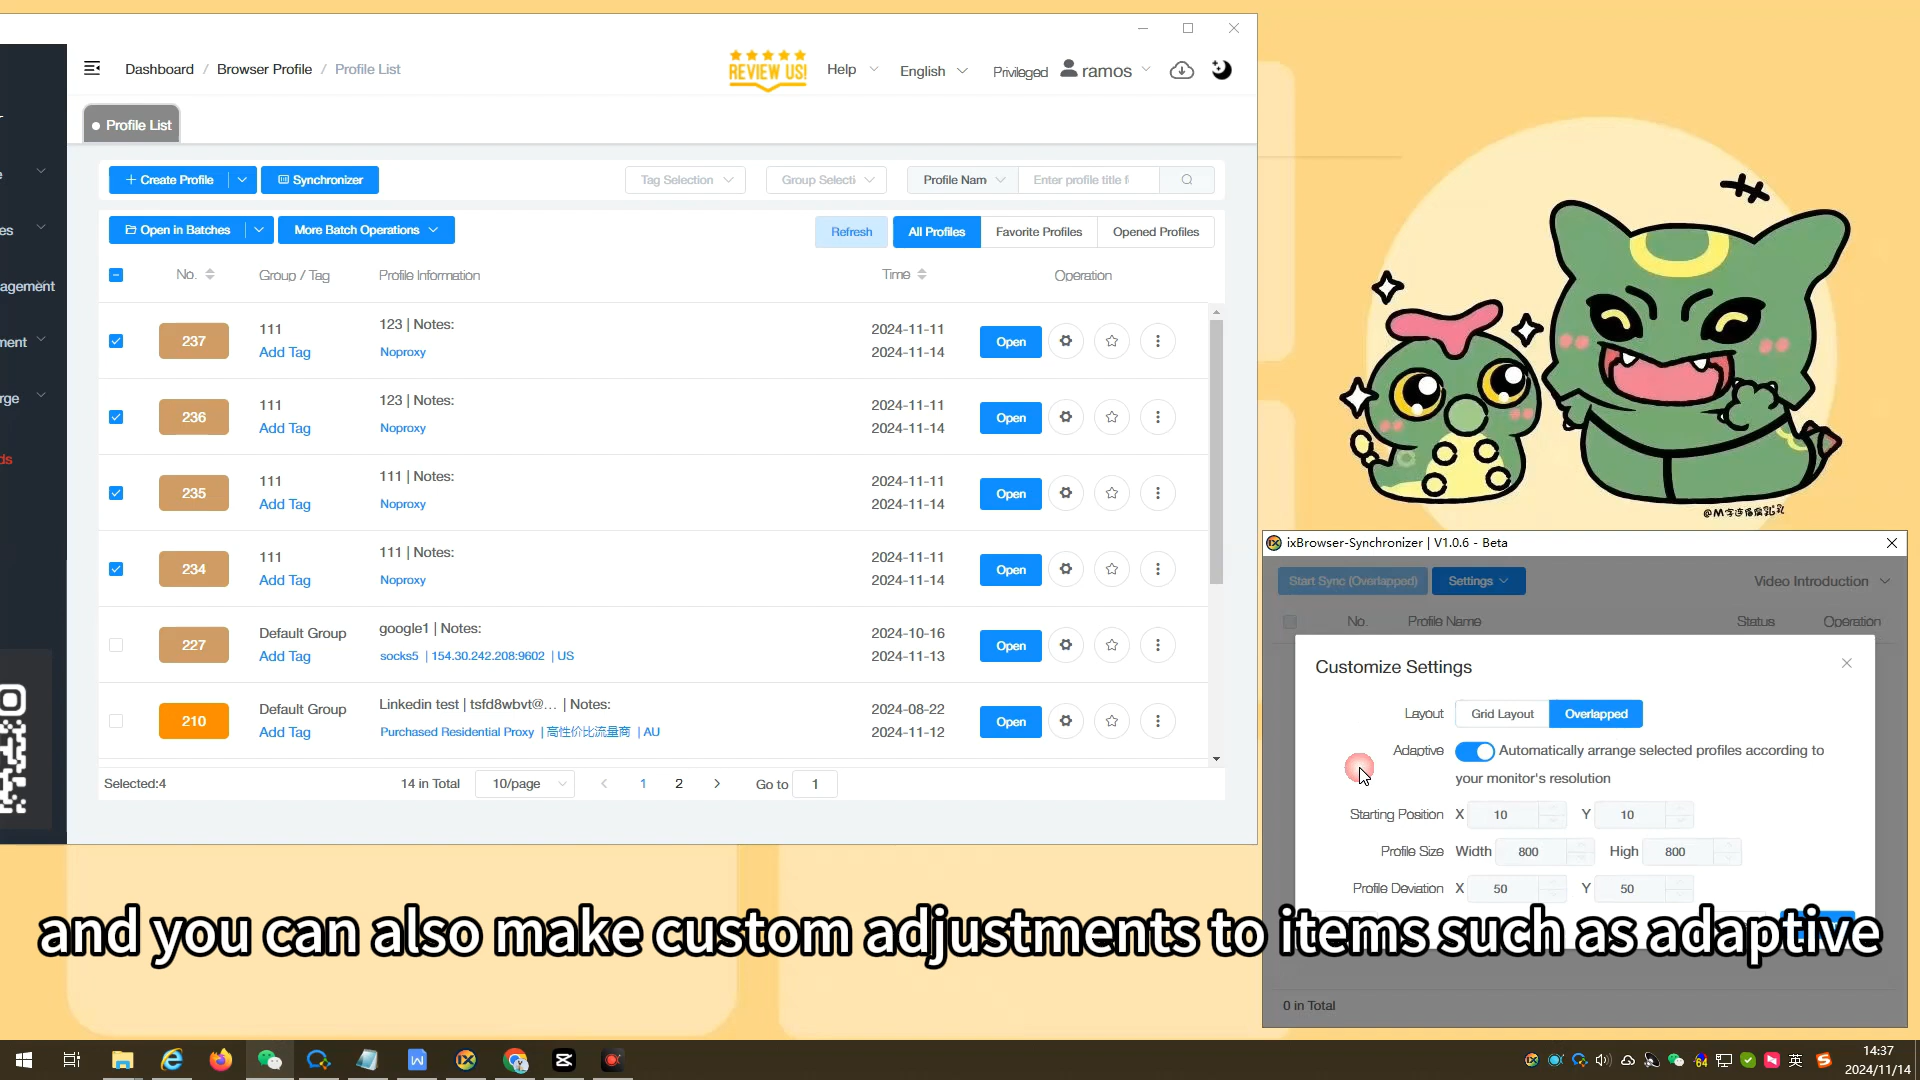 Dashboard / Browser Profile / Profile List
REVIEW US!
Help
English
Privileged
ramos
Profile List
agement
ment
rge
ds
es
e
+ Create Profile
Synchronizer
Tag Selection
Group Selecti
Profile Nam
Enter profile title f
Open in Batches
More Batch Operations
Refresh
All Profiles
Favorite Profiles
Opened Profiles
No. Group / Tag Profile Information Time Operation
237 111 123 | Notes: 2024-11-11 Open
Add Tag Noproxy 2024-11-14
236 111 123 | Notes: 2024-11-11 Open
Add Tag Noproxy 2024-11-14
235 111 111 | Notes: 2024-11-11 Open
Add Tag Noproxy 2024-11-14
234 111 111 | Notes: 2024-11-11 Open
Add Tag Noproxy 2024-11-14
227 Default Group google1 | Notes: 2024-10-16 Open
Add Tag socks5 | 154.30.242.208:9602 | US 2024-11-13
210 Default Group Linkedin test | tsfd8wbvt@... | Notes: 2024-08-22 Open
Add Tag Purchased Residential Proxy | 高性价比流量商 | AU 2024-11-12
Selected:4
14 in Total
10/page
1 2
Go to 1
ixBrowser-Synchronizer | V1.0.6 - Beta
Start Sync (Overlapped)
Settings
Video Introduction
No. Profile Name Status Operation
Customize Settings
Layout Grid Layout Overlapped
Adaptive Automatically arrange selected profiles according to
your monitor's resolution
Starting Position X 10 Y 10
Profile Size Width 800 High 800
Profile Deviation X 50 Y 50
and you can also make custom adjustments to items such as adaptive
0 in Total
64
英
14:37
2024/11/14